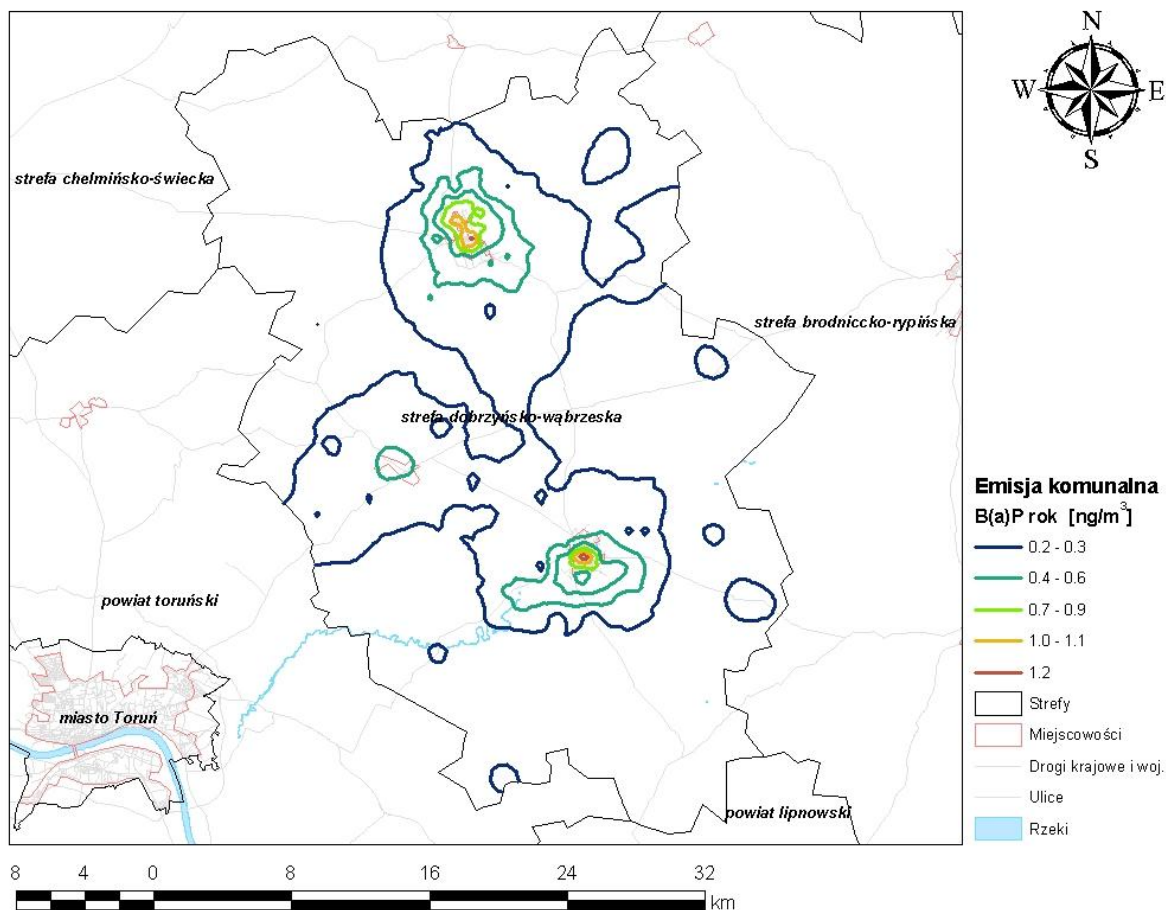 N
W E
S
strefa chelmińsko-świecka
strefa brodniccko-rypińska
strefa dobrzyńsko-wąbrzeska
powiat toruński
miasto Toruń
powiat lipnowski
Emisja komunalna
B(a)P rok [ng/m³]
0.2 - 0.3
0.4 - 0.6
0.7 - 0.9
1.0 - 1.1
1.2
Strefy
Miejscowości
Drogi krajowe i woj.
Ulice
Rzeki
8 4 0 8 16 24 32
km